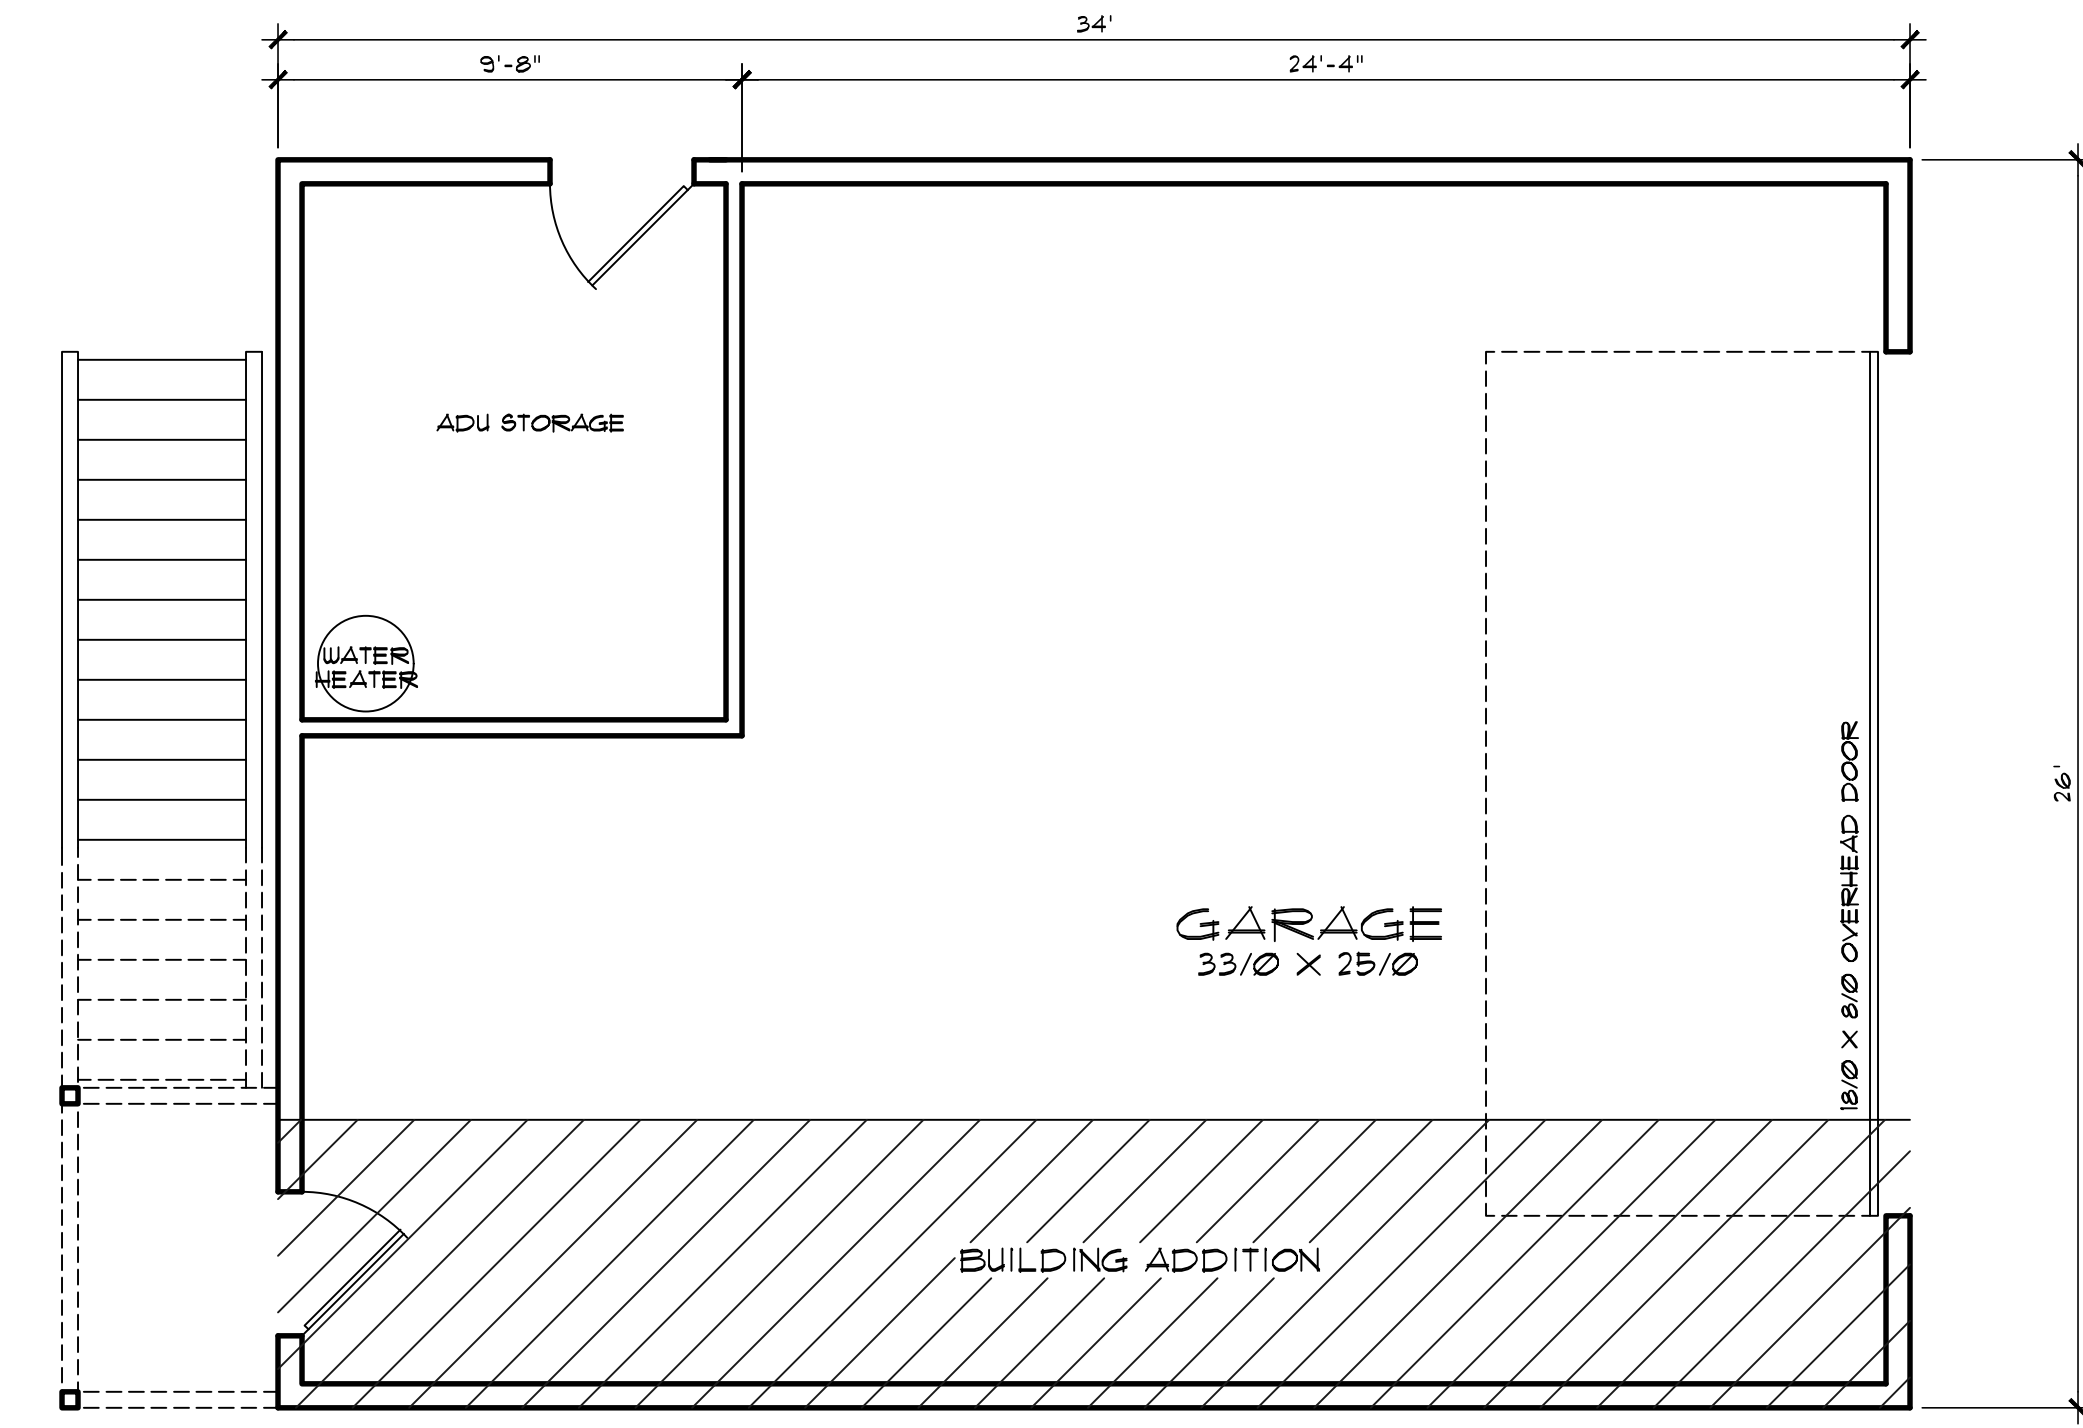 34'
9'-8"
24'-4"
ADU STORAGE
WATER
HEATER
26'
18/0 X 8/0 OVERHEAD DOOR
GARAGE
33/0 X 25/0
BUILDING ADDITION